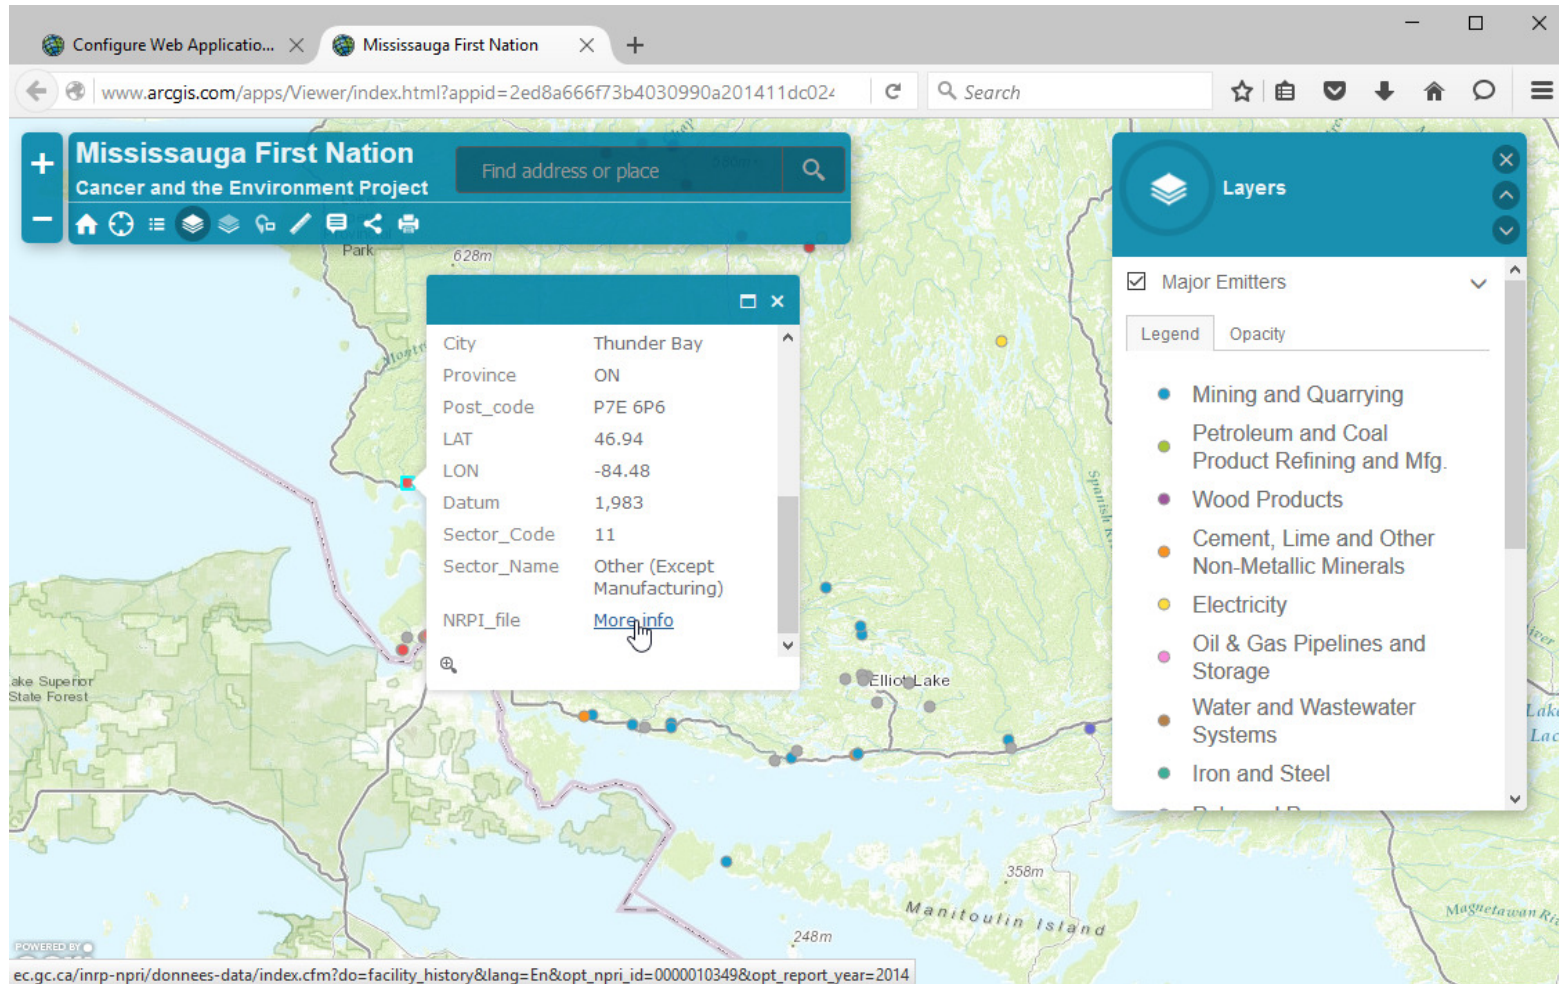 Configure Web Applicatio...
Mississauga First Nation
www.arcgis.com/apps/Viewer/index.html?appid=2ed8a666f73b4030990a201411dc024
Search
Mississauga First Nation
Cancer and the Environment Project
Find address or place
Park
628m
Layers
Major Emitters
Legend
Opacity
Mining and Quarrying
Petroleum and Coal
Product Refining and Mfg.
Wood Products
Cement, Lime and Other
Non-Metallic Minerals
Electricity
Oil & Gas Pipelines and
Storage
Water and Wastewater
Systems
Iron and Steel
City Thunder Bay
Province ON
Post_code P7E 6P6
LAT 46.94
LON -84.48
Datum 1,983
Sector_Code 11
Sector_Name Other (Except
Manufacturing)
NRPI_file More info
Elliot Lake
ake Superior
State Forest
Spanish
358m
Manitoulin Island
248m
Magnetawan
POWERED BY
ec.gc.ca/inrp-npri/donnees-data/index.cfm?do=facility_history&lang=En&opt_npri_id=0000010349&opt_report_year=2014